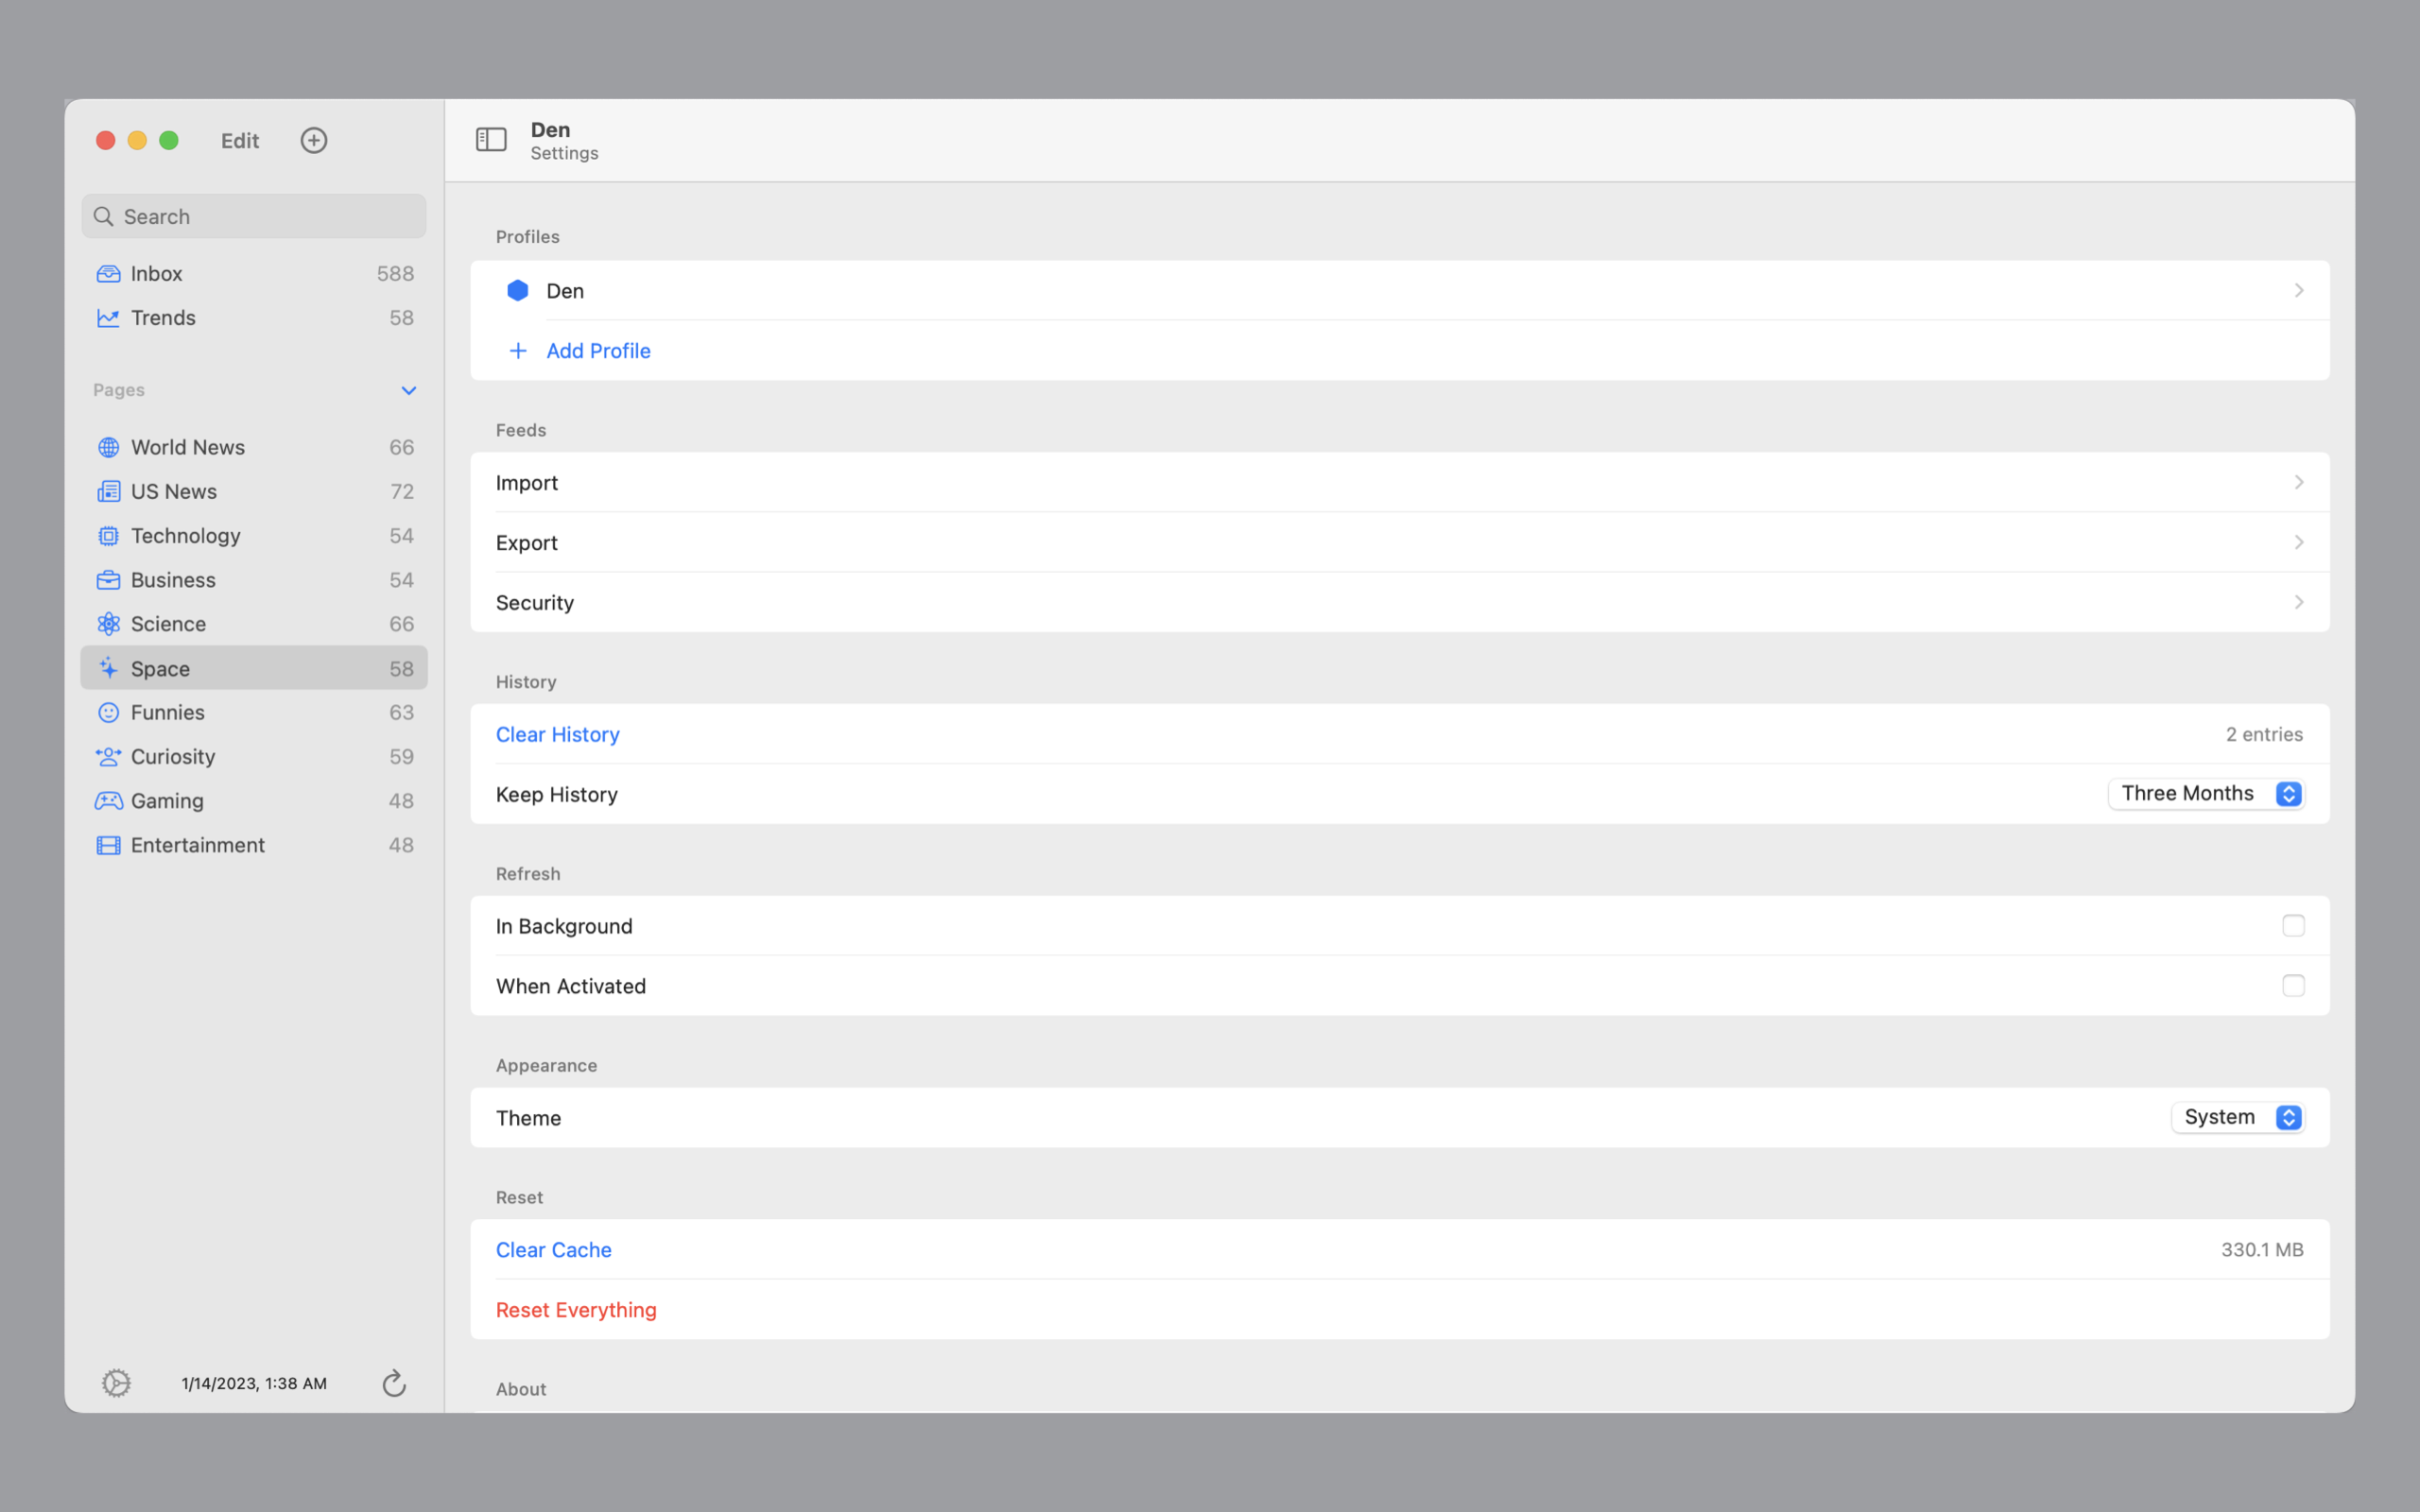 Edit
Search
Inbox 588
Trends 58
Pages
World News 66
US News 72
Technology 54
Business 54
Science 66
Space 58
Funnies 63
Curiosity 59
Gaming 48
Entertainment 48
1/14/2023, 1:38 AM
Den
Settings
Profiles
Den
Add Profile
Feeds
Import
Export
Security
History
Clear History 2 entries
Keep History Three Months
Refresh
In Background
When Activated
Appearance
Theme System
Reset
Clear Cache 330.1 MB
Reset Everything
About